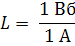 L = 1 Вб / 1 А